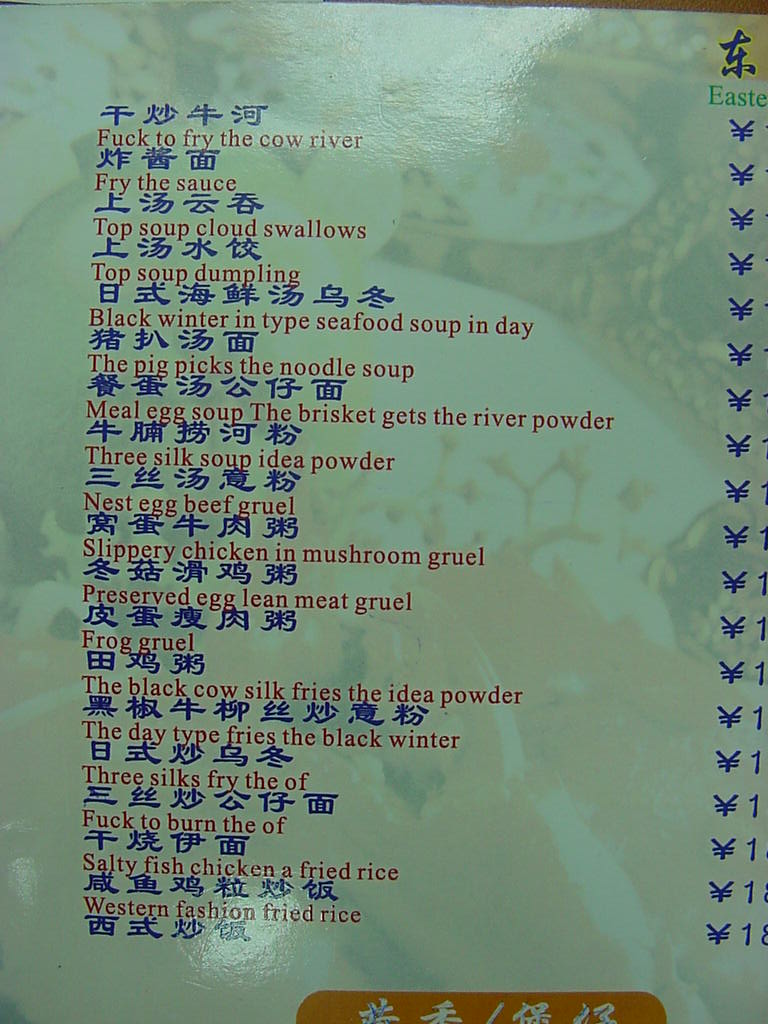 东
Easte
干炒牛河
Fuck to fry the cow river
炸酱面
Fry the sauce
上汤云吞
Top soup cloud swallows
上汤水饺
Top soup dumpling
日式海鲜汤乌冬
Black winter in type seafood soup in day
猪扒汤面
The pig picks the noodle soup
餐蛋汤公仔面
Meal egg soup The brisket gets the river powder
牛腩捞河粉
Three silk soup idea powder
三丝汤意粉
Nest egg beef gruel
窝蛋牛肉粥
Slippery chicken in mushroom gruel
冬菇滑鸡粥
Preserved egg lean meat gruel
皮蛋瘦肉粥
Frog gruel
田鸡粥
The black cow silk fries the idea powder
黑椒牛柳丝炒意粉
The day type fries the black winter
日式炒乌冬
Three silks fry the of
三丝炒公仔面
Fuck to burn the of
干烧伊面
Salty fish chicken a fried rice
咸鱼鸡粒炒饭
Western fashion fried rice
西式炒饭
¥
¥
¥
¥
¥
¥
¥
¥ 1
¥ 1
¥ 1
¥ 1
¥ 1
¥ 1
¥ 1
¥ 1
¥ 1
¥ 1
¥ 18
¥ 18